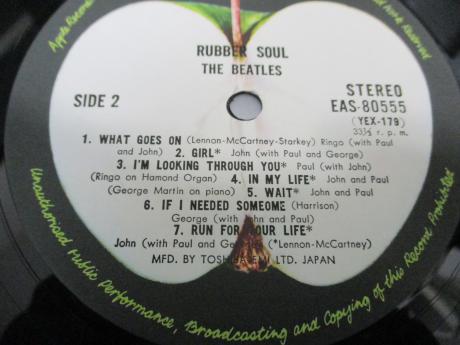 RUBBER SOUL
THE BEATLES
SIDE 2
STEREO
EAS-80555
(YEX-179)
33⅓ r. p. m.
1. WHAT GOES ON (Lennon-McCartney-Starkey) Ringo (with Paul
and John) 2. GIRL* John (with Paul and George)
3. I'M LOOKING THROUGH YOU* Paul (with John)
(Ringo on Hamond Organ) 4. IN MY LIFE* John and Paul
(George Martin on piano) 5. WAIT* John and Paul
6. IF I NEEDED SOMEONE (Harrison)
George (with John and Paul)
7. RUN FOR YOUR LIFE*
John (with Paul and George) (*Lennon-McCartney)
MFD. BY TOSHIBA-EMI LTD. JAPAN
Apple Records
Reserved
Unauthorised Public Performance, Broadcasting and Copying of this Record Prohibited